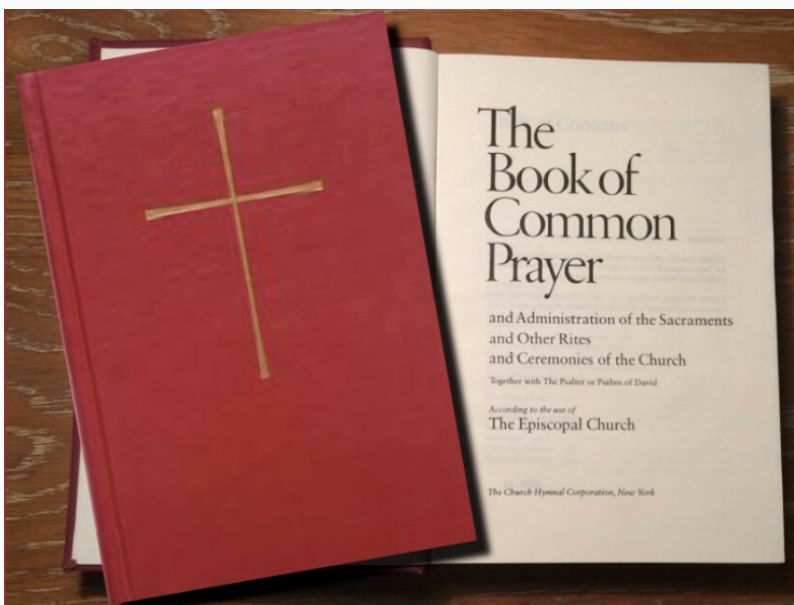 The
Book of
Common
Prayer
and Administration of the Sacraments
and Other Rites
and Ceremonies of the Church
Together with The Psalter or Psalms of David
According to the use of
The Episcopal Church
The Church Hymnal Corporation, New York